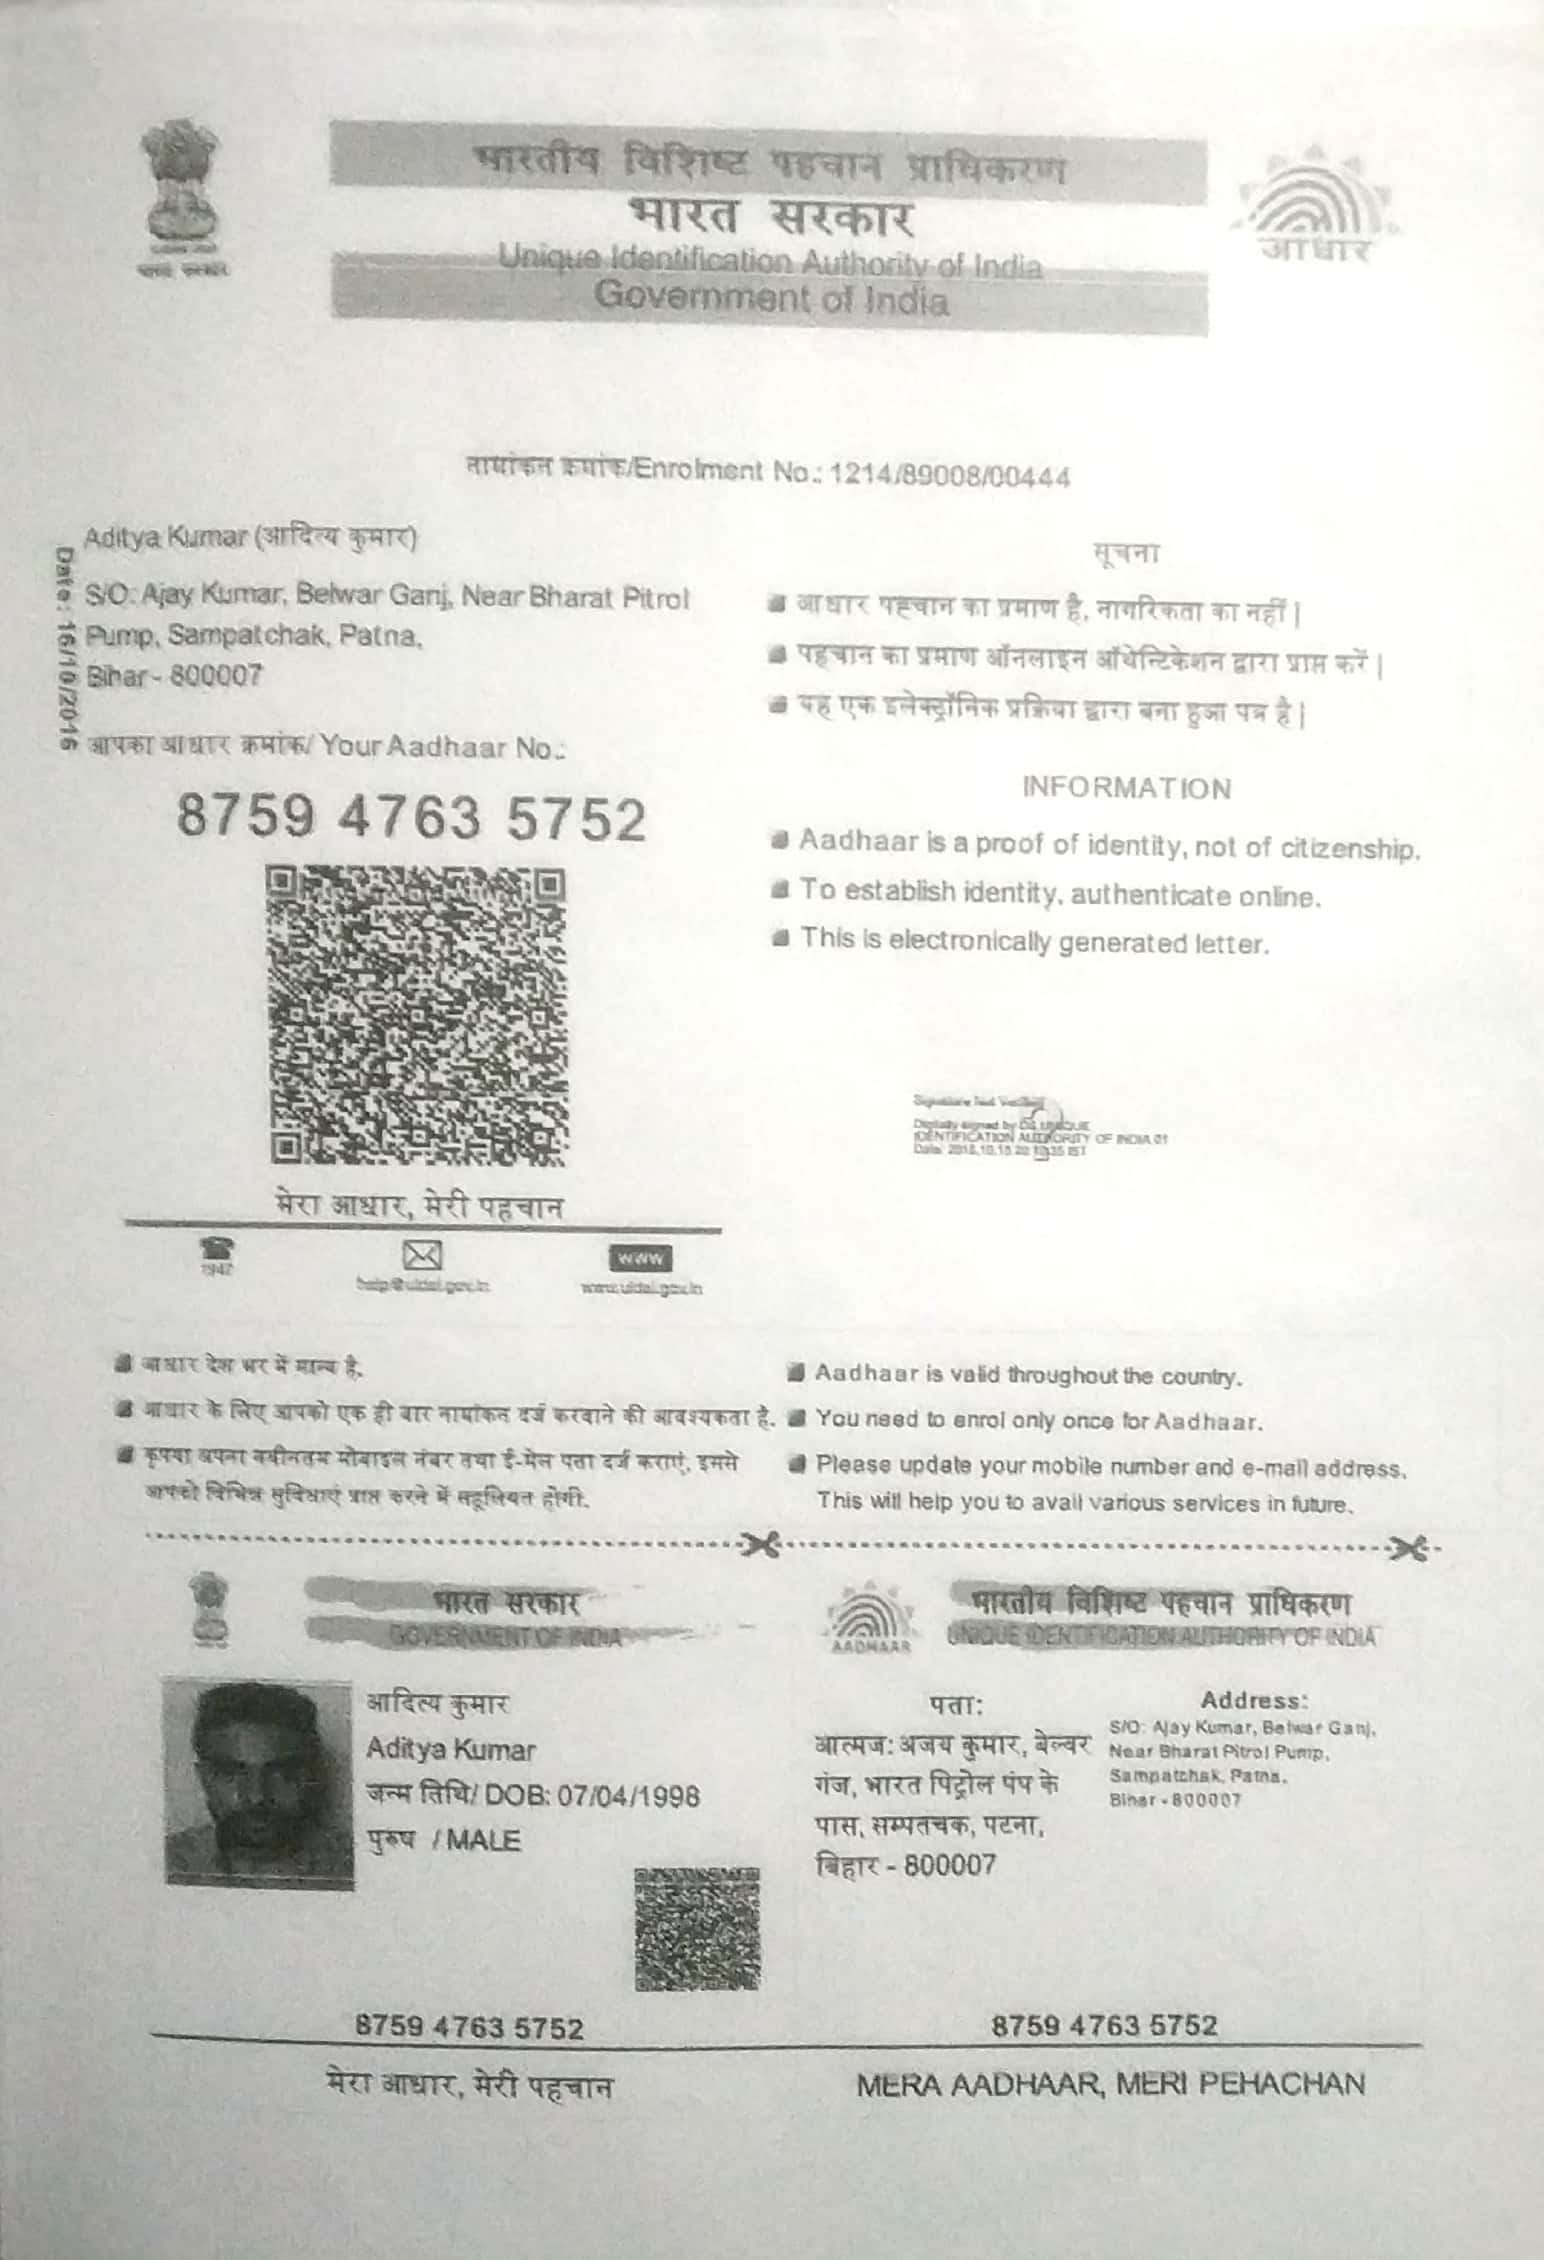 भारतीय विशिष्ट पहचान प्राधिकरण
भारत सरकार
Unique Identification Authority of India
Government of India
भारत सरकार
आधार
नामांकन क्रमांक/Enrolment No.: 1214/89008/00444
Date: 16/10/2016
Aditya Kumar (आदित्य कुमार)
S/O: Ajay Kumar, Belwar Ganj, Near Bharat Pitrol
Pump, Sampatchak, Patna,
Bihar - 800007
आपका आधार क्रमांक/ Your Aadhaar No.:
8759 4763 5752
मेरा आधार, मेरी पहचान
1947
help@uidai.gov.in
www
www.uidai.gov.in
सूचना
आधार पहचान का प्रमाण है, नागरिकता का नहीं |
पहचान का प्रमाण ऑनलाइन ऑथेन्टिकेशन द्वारा प्राप्त करें |
यह एक इलेक्ट्रॉनिक प्रक्रिया द्वारा बना हुआ पत्र है |
INFORMATION
Aadhaar is a proof of identity, not of citizenship.
To establish identity, authenticate online.
This is electronically generated letter.
Signature Not Verified
Digitally signed by DS UNIQUE
IDENTIFICATION AUTHORITY OF INDIA 01
आधार देश भर में मान्य है.
आधार के लिए आपको एक ही बार नामांकन दर्ज करवाने की आवश्यकता है.
कृपया अपना नवीनतम मोबाइल नंबर तथा ई-मेल पता दर्ज कराएं. इससे
आपको विभिन्न सुविधाएं प्राप्त करने में सहूलियत होगी.
Aadhaar is valid throughout the country.
You need to enrol only once for Aadhaar.
Please update your mobile number and e-mail address.
This will help you to avail various services in future.
भारत सरकार
GOVERNMENT OF INDIA
आदित्य कुमार
Aditya Kumar
जन्म तिथि/ DOB: 07/04/1998
पुरुष / MALE
8759 4763 5752
मेरा आधार, मेरी पहचान
AADHAAR
भारतीय विशिष्ट पहचान प्राधिकरण
UNIQUE IDENTIFICATION AUTHORITY OF INDIA
पता:
आत्मज: अजय कुमार, बेल्वर
गंज, भारत पिट्रोल पंप के
पास, सम्पतचक, पटना,
बिहार - 800007
Address:
S/O: Ajay Kumar, Belwar Ganj,
Near Bharat Pitrol Pump,
Sampatchak, Patna,
Bihar - 800007
8759 4763 5752
MERA AADHAAR, MERI PEHACHAN